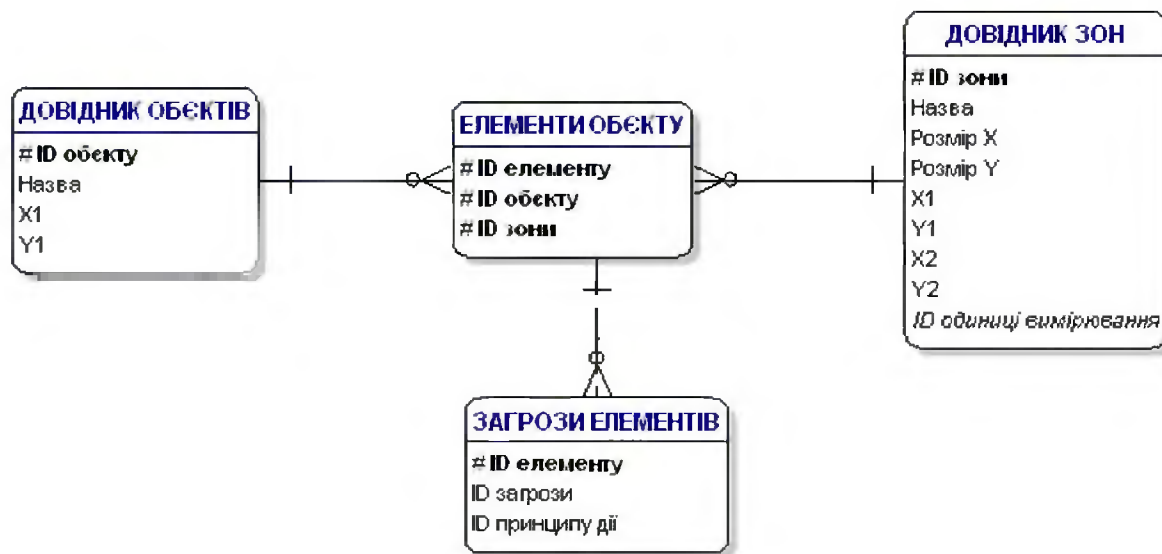 ДОВІДНИК ОБЄКТІВ
# ID обєкту
Назва
X1
Y1
ЕЛЕМЕНТИ ОБЄКТУ
# ID елементу
# ID обєкту
# ID зони
ДОВІДНИК ЗОН
# ID зони
Назва
Розмір X
Розмір Y
X1
Y1
X2
Y2
ID одиниці вимірювання
ЗАГРОЗИ ЕЛЕМЕНТІВ
# ID елементу
ID загрози
ID принципу дії